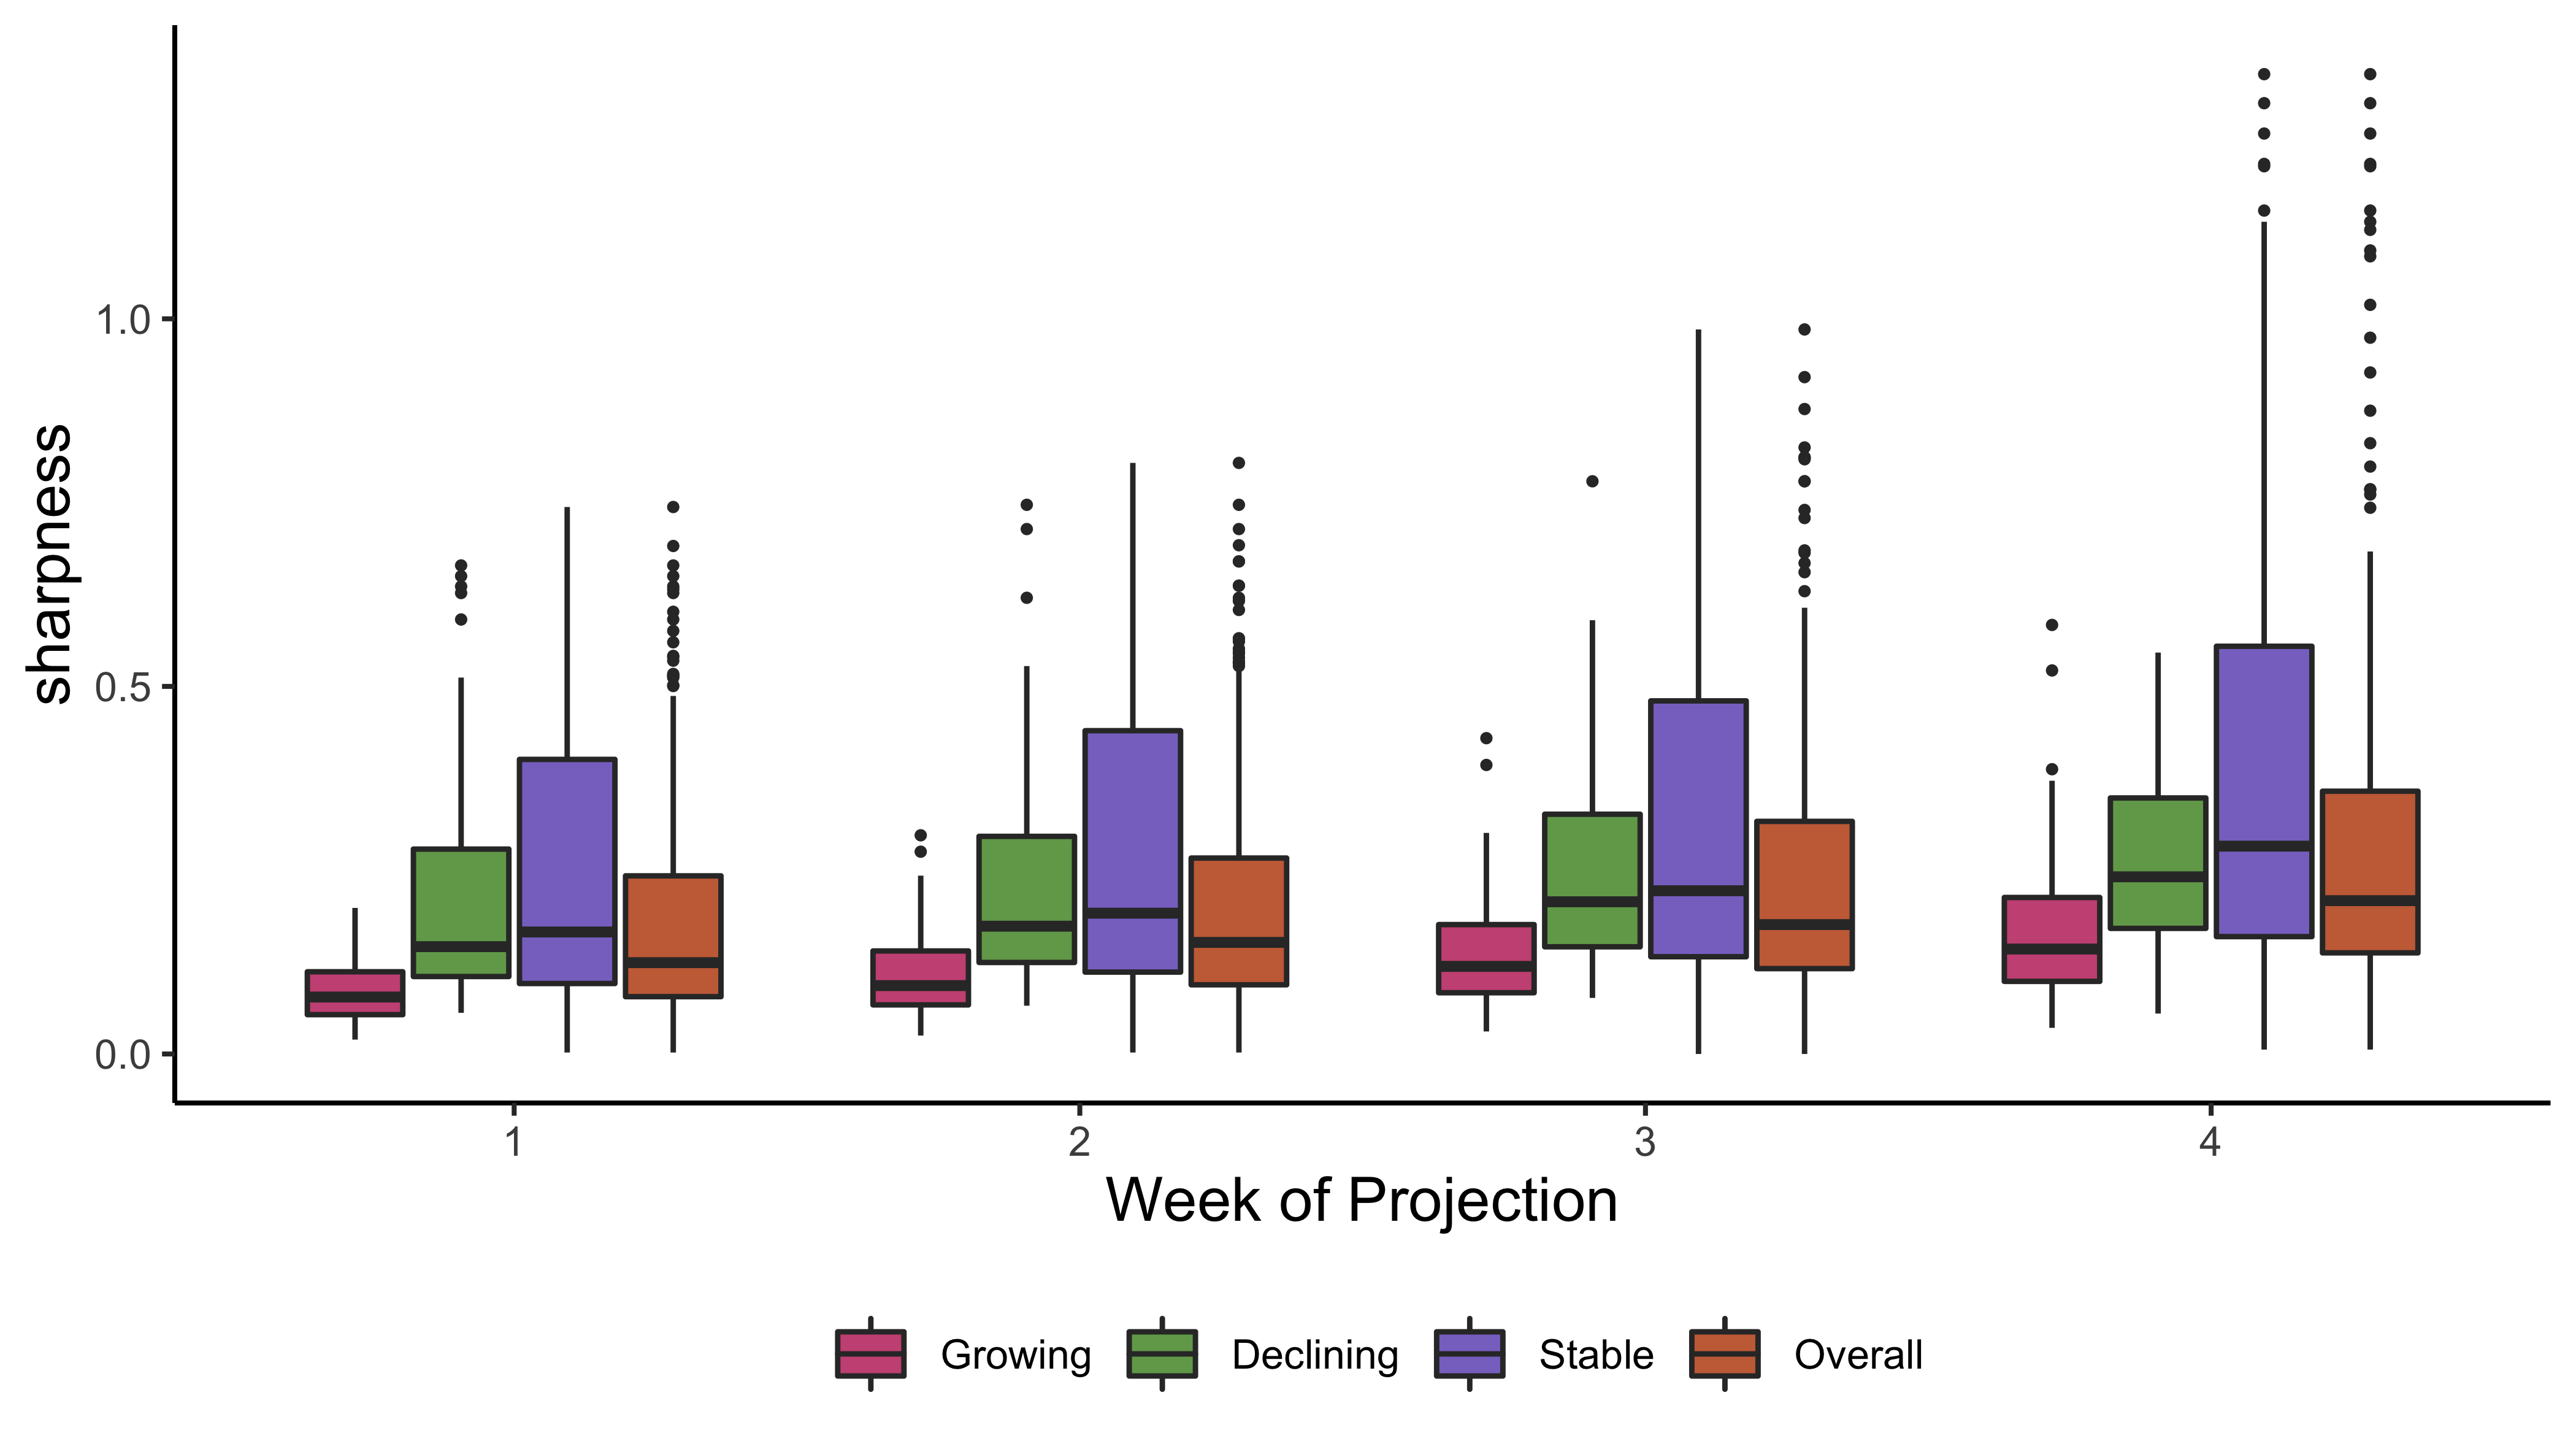 sharpness
1.0
0.5
0.0
1 2 3 4
Week of Projection
Growing Declining Stable Overall